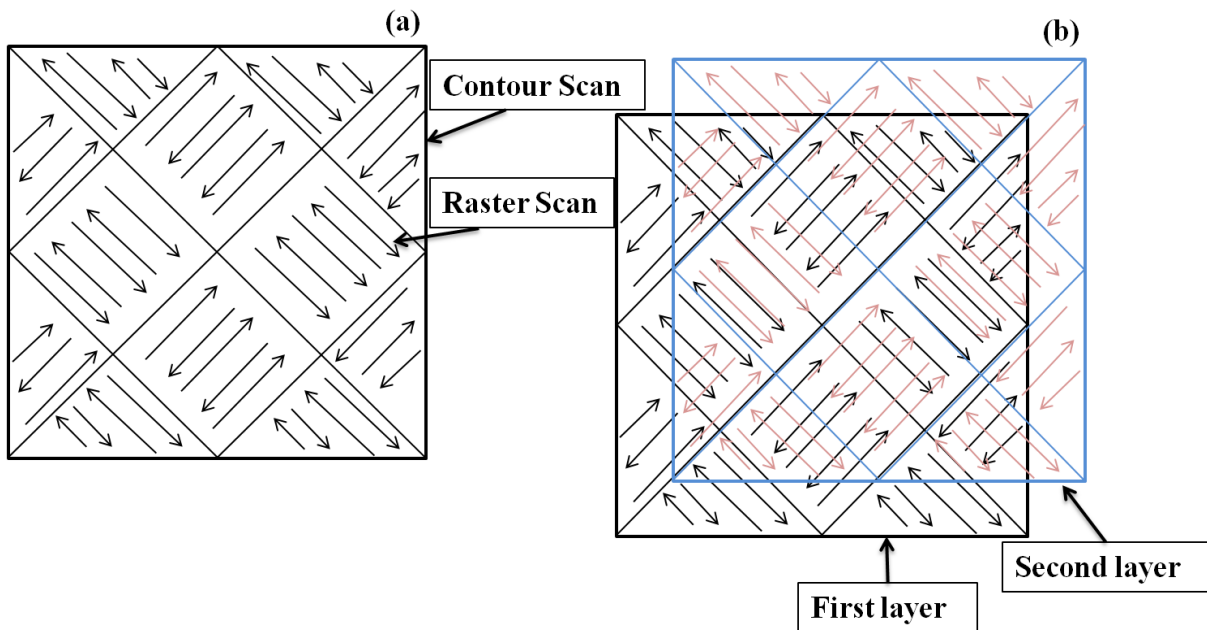 (a)
(b)
Contour Scan
Raster Scan
Second layer
First layer